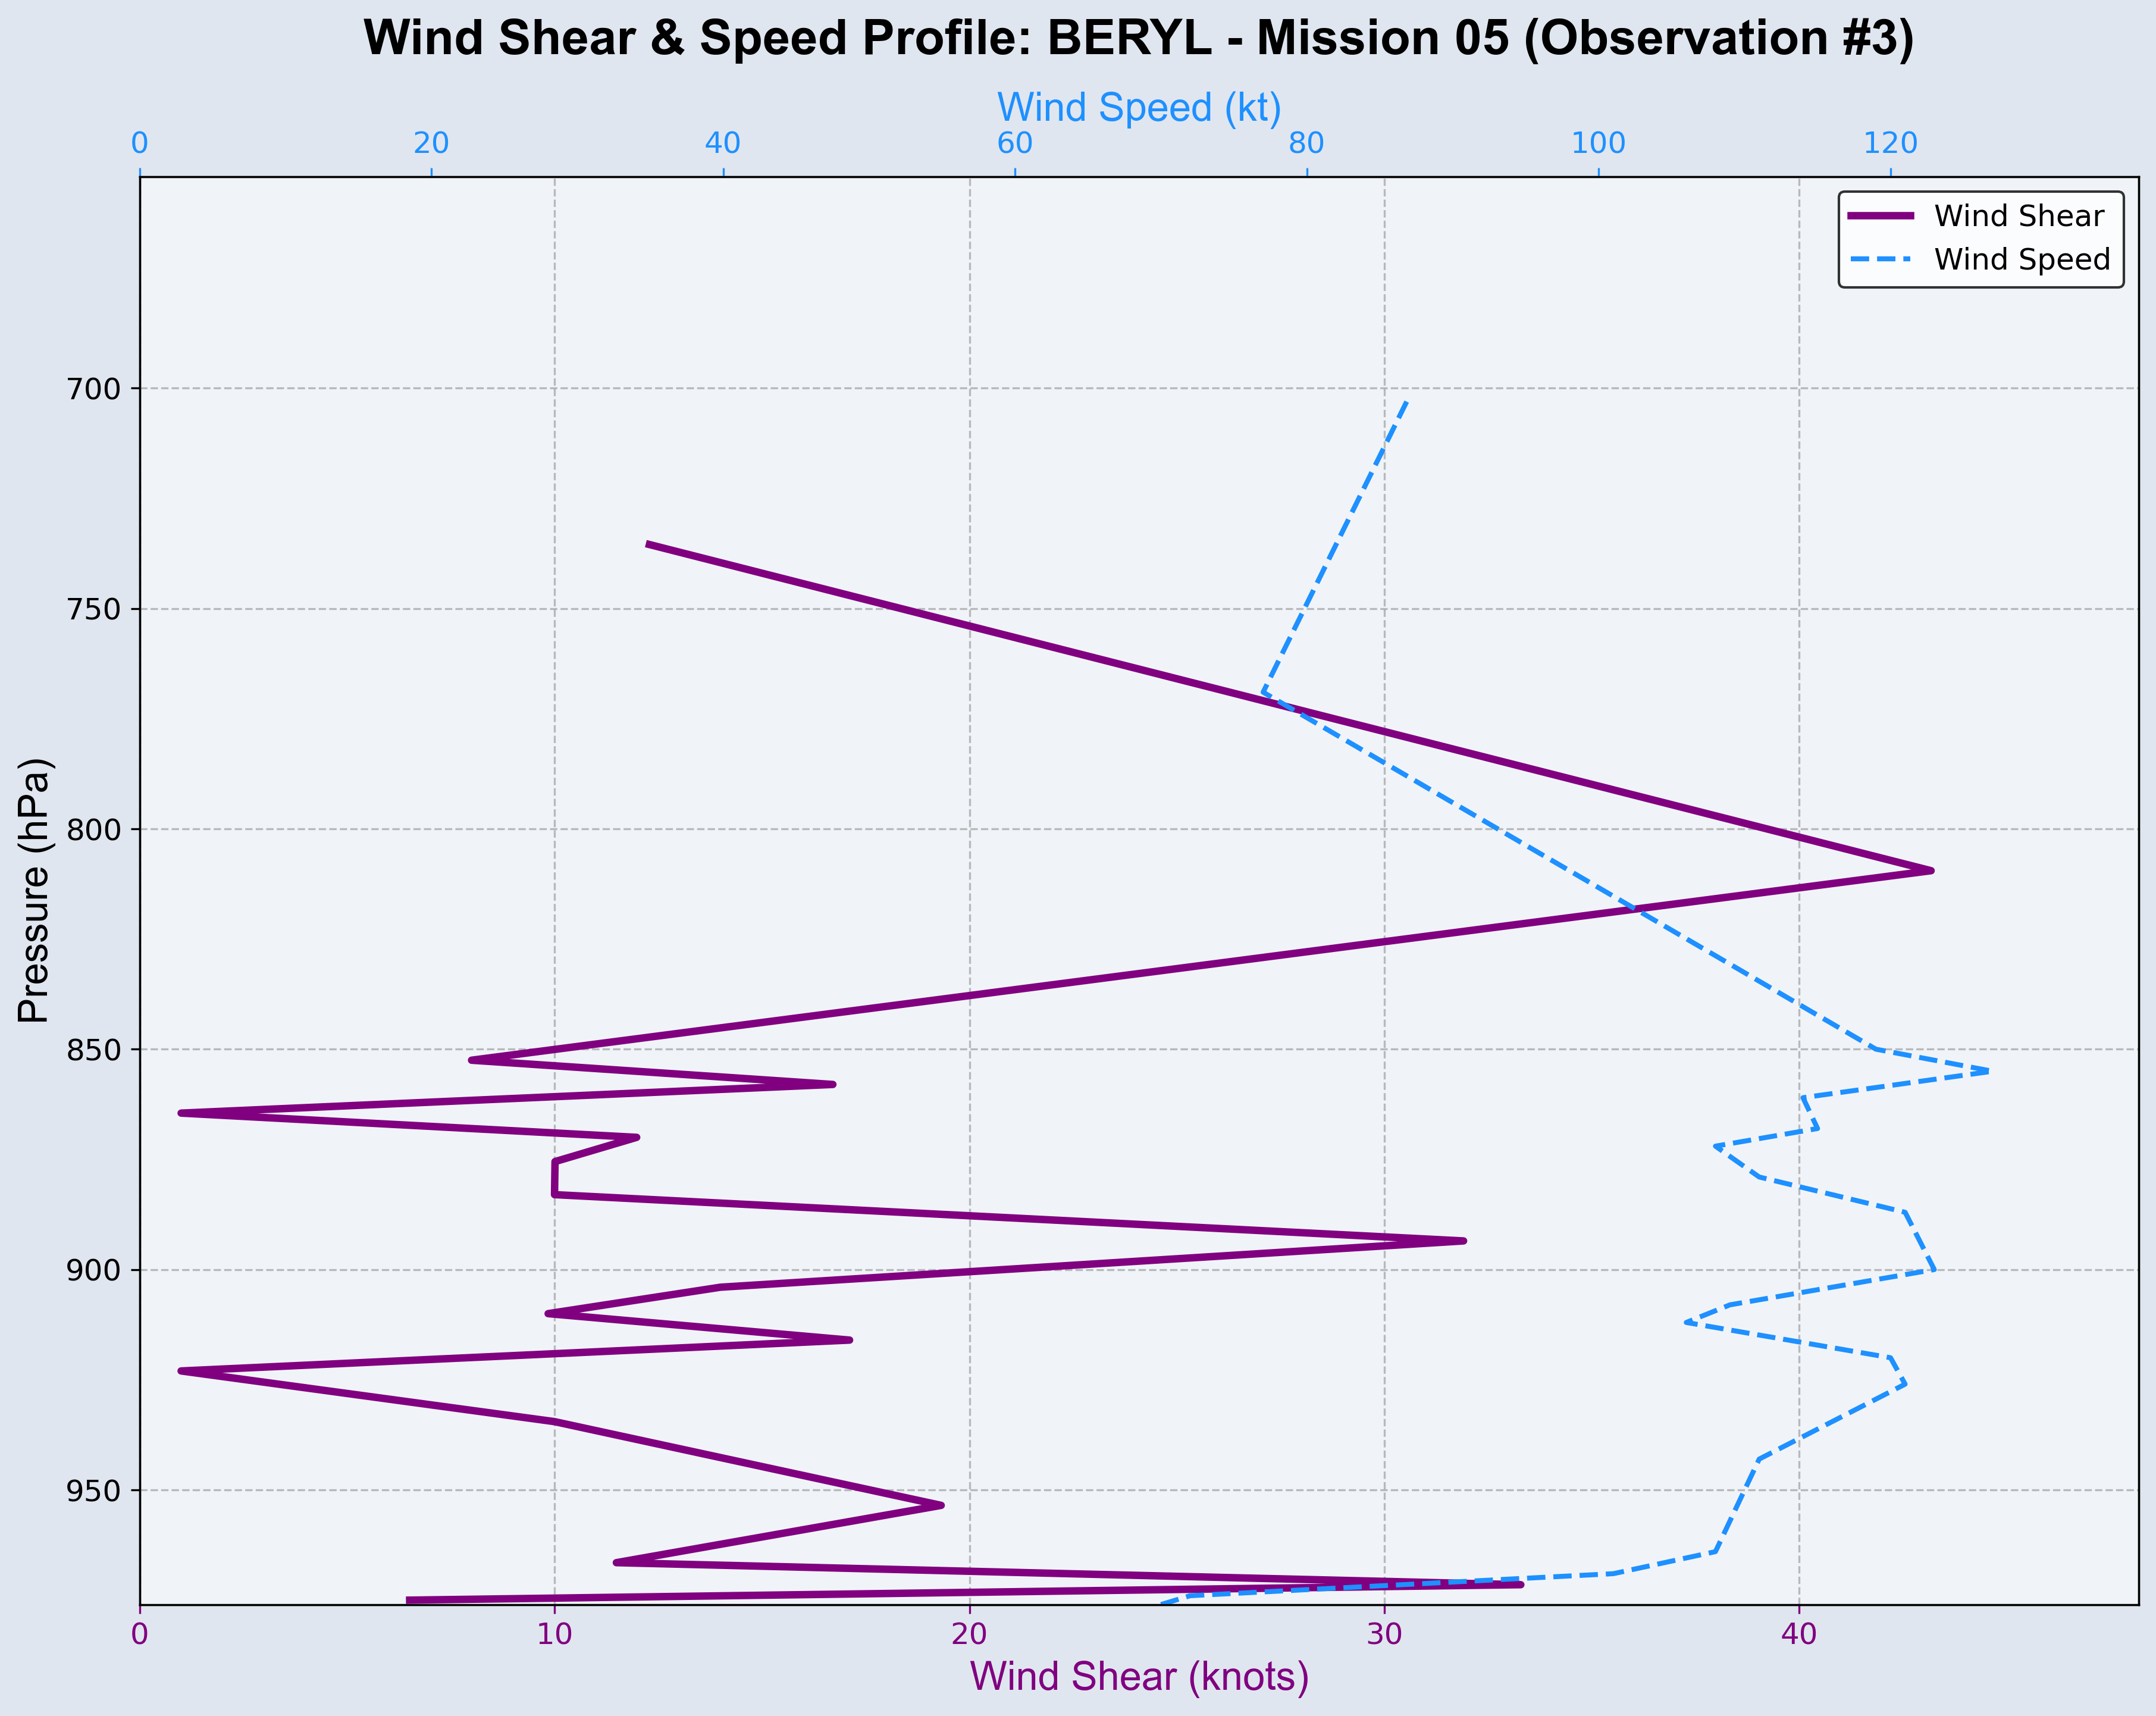 Wind Shear & Speed Profile: BERYL - Mission 05 (Observation #3)
Wind Speed (kt)
0 20 40 60 80 100 120
Wind Shear
Wind Speed
Pressure (hPa)
700
750
800
850
900
950
0 10 20 30 40
Wind Shear (knots)